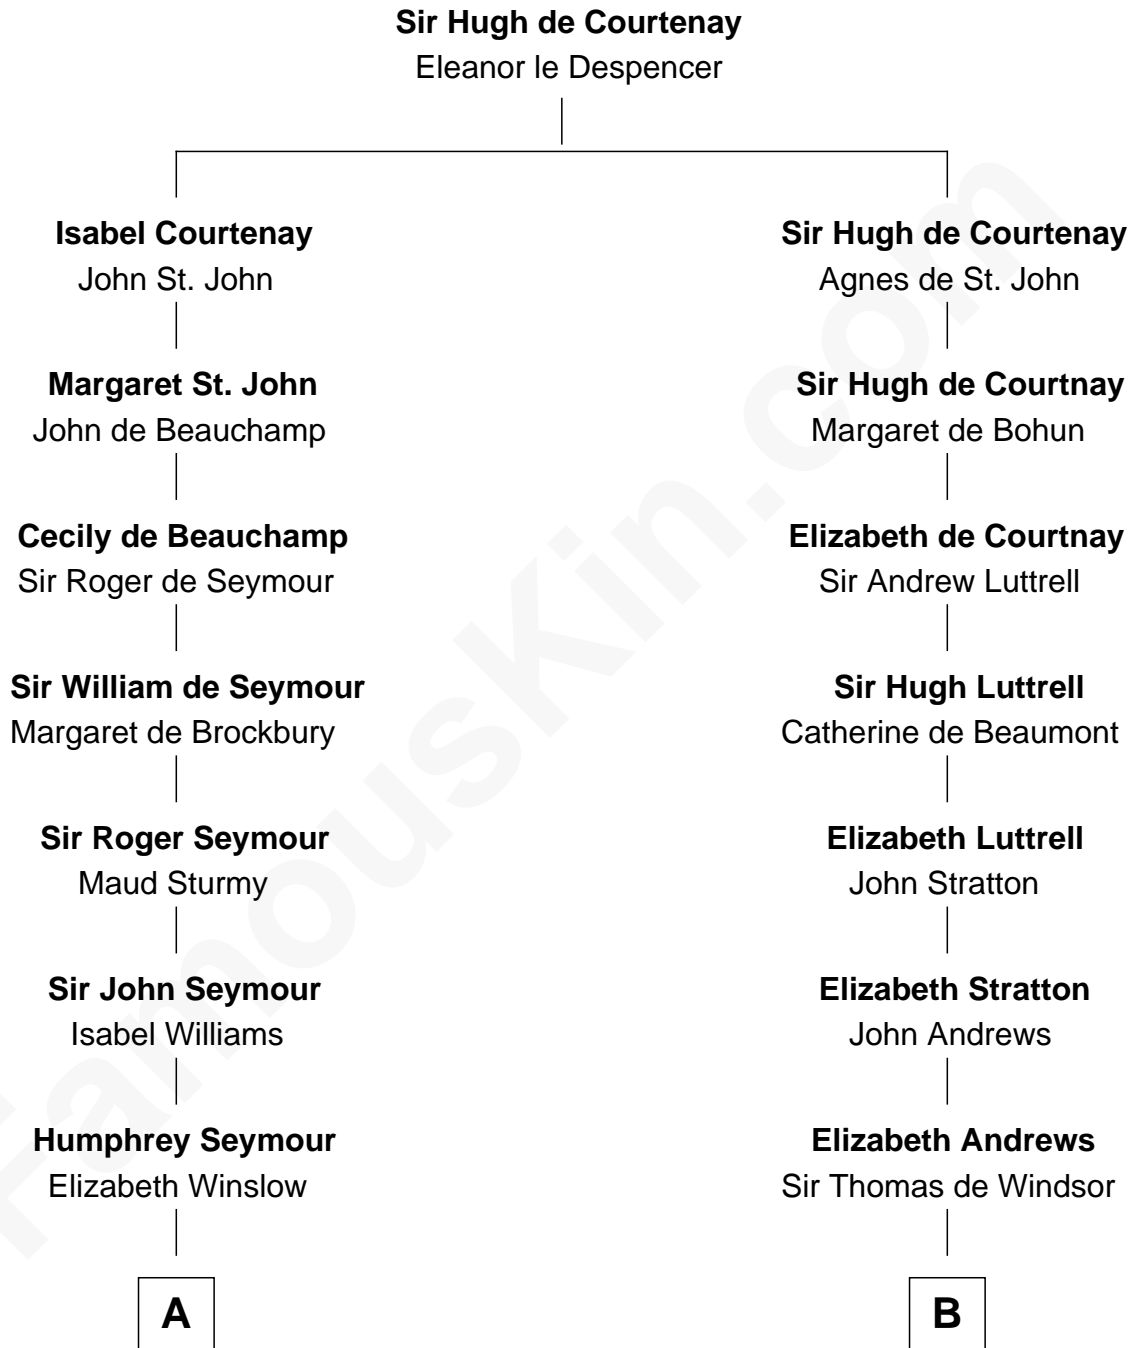 Sir Hugh de Courtenay
Eleanor le Despencer
Isabel Courtenay
John St. John
Sir Hugh de Courtenay
Agnes de St. John
Margaret St. John
John de Beauchamp
Sir Hugh de Courtnay
Margaret de Bohun
Cecily de Beauchamp
Sir Roger de Seymour
Elizabeth de Courtnay
Sir Andrew Luttrell
Sir William de Seymour
Margaret de Brockbury
Sir Hugh Luttrell
Catherine de Beaumont
Sir Roger Seymour
Maud Sturmy
Elizabeth Luttrell
John Stratton
Sir John Seymour
Isabel Williams
Elizabeth Stratton
John Andrews
Humphrey Seymour
Elizabeth Winslow
Elizabeth Andrews
Sir Thomas de Windsor
A
B
FamousKin.com